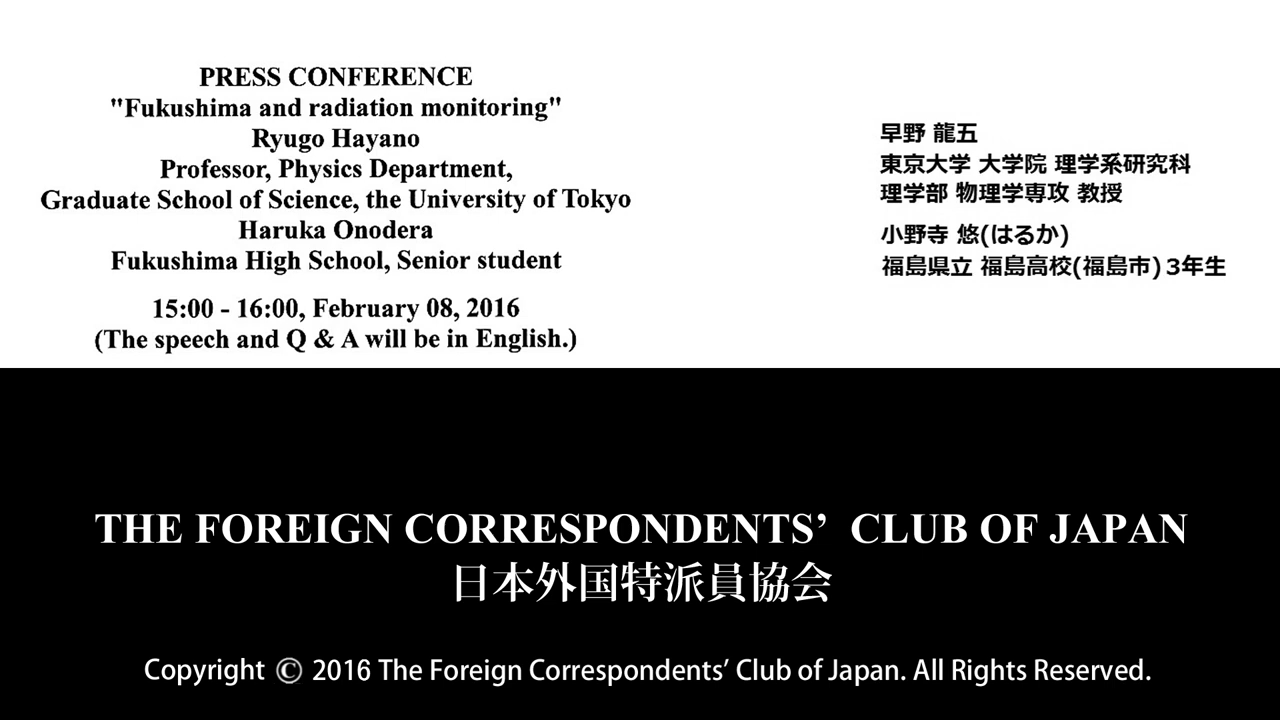 PRESS CONFERENCE
"Fukushima and radiation monitoring"
Ryugo Hayano
Professor, Physics Department,
Graduate School of Science, the University of Tokyo
Haruka Onodera
Fukushima High School, Senior student
15:00 - 16:00, February 08, 2016
(The speech and Q & A will be in English.)
早野 龍五
東京大学 大学院 理学系研究科
理学部 物理学専攻 教授
小野寺 悠(はるか)
福島県立 福島高校(福島市)3年生
THE FOREIGN CORRESPONDENTS’ CLUB OF JAPAN
日本外国特派員協会
Copyright © 2016 The Foreign Correspondents’ Club of Japan. All Rights Reserved.